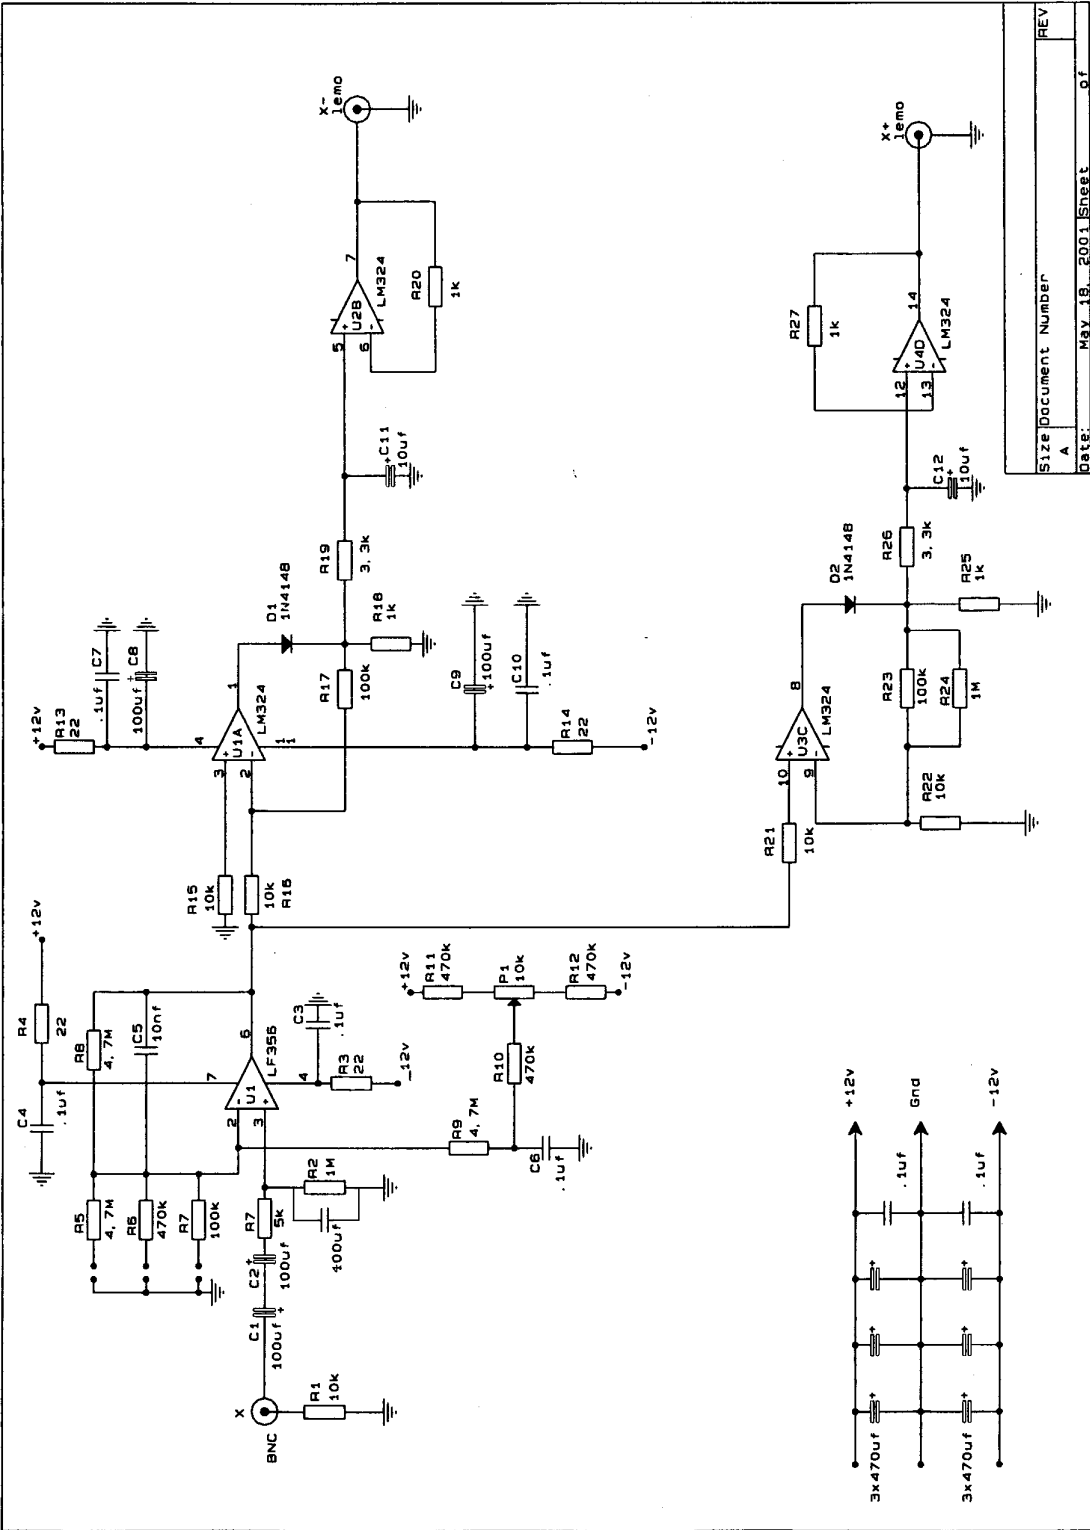 +12v
R4
22
C4
.1uf
R8
4,7M
C5
10nf
R5
4,7M
R6
470k
R7
100k
7
2
3
U1
-
+
6
LF356
4
C3
.1uf
R3
22
-12v
X
BNC
R1
10k
C1
100uf
+
C2
+
100uf
R7
5k
R2
1M
400uf
R9
4,7M
C6
.1uf
R10
470k
+12v
R11
470k
P1
10k
R12
470k
-12v
R15
10k
10k
R16
+12v
R13
22
.1uf
C7
100uf
+
C8
4
3
2
+
-
U1A
1
LM324
1
1
C9
+100uf
C10
.1uf
R14
22
-12v
D1
1N4148
R17
100k
R18
1k
R19
3,3k
+C11
10uf
5
6
+
-
U2B
7
LM324
R20
1k
X-
lemo
R21
10k
10
9
+
-
U3C
8
LM324
R22
10k
R23
100k
R24
1M
D2
1N4148
R25
1k
R26
3,3k
C12
+
10uf
12
13
+
-
U4D
14
LM324
R27
1k
X+
lemo
3x470uf
+
+
+
.1uf
+12v
Gnd
3x470uf
+
+
+
.1uf
-12v
Size
A
Document Number
REV
Date:
May 18, 2001
Sheet
of